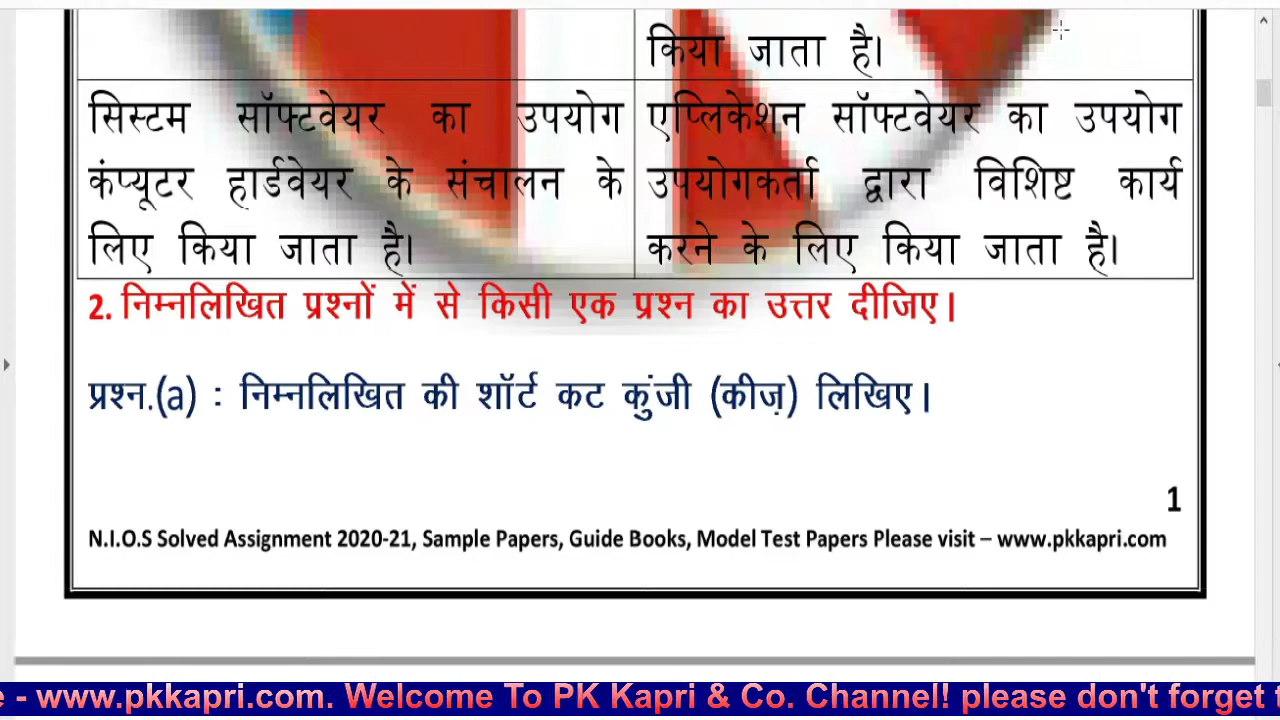 किया जाता है।
सिस्टम सॉफ्टवेयर का उपयोग
कंप्यूटर हार्डवेयर के संचालन के
लिए किया जाता है।
एप्लिकेशन सॉफ्टवेयर का उपयोग
उपयोगकर्ता द्वारा विशिष्ट कार्य
करने के लिए किया जाता है।
2. निम्नलिखित प्रश्नों में से किसी एक प्रश्न का उत्तर दीजिए।
प्रश्न.(a) : निम्नलिखित की शॉर्ट कट कुंजी (कीज़) लिखिए।
1
N.I.O.S Solved Assignment 2020-21, Sample Papers, Guide Books, Model Test Papers Please visit – www.pkkapri.com
- www.pkkapri.com. Welcome To PK Kapri & Co. Channel! please don't forget